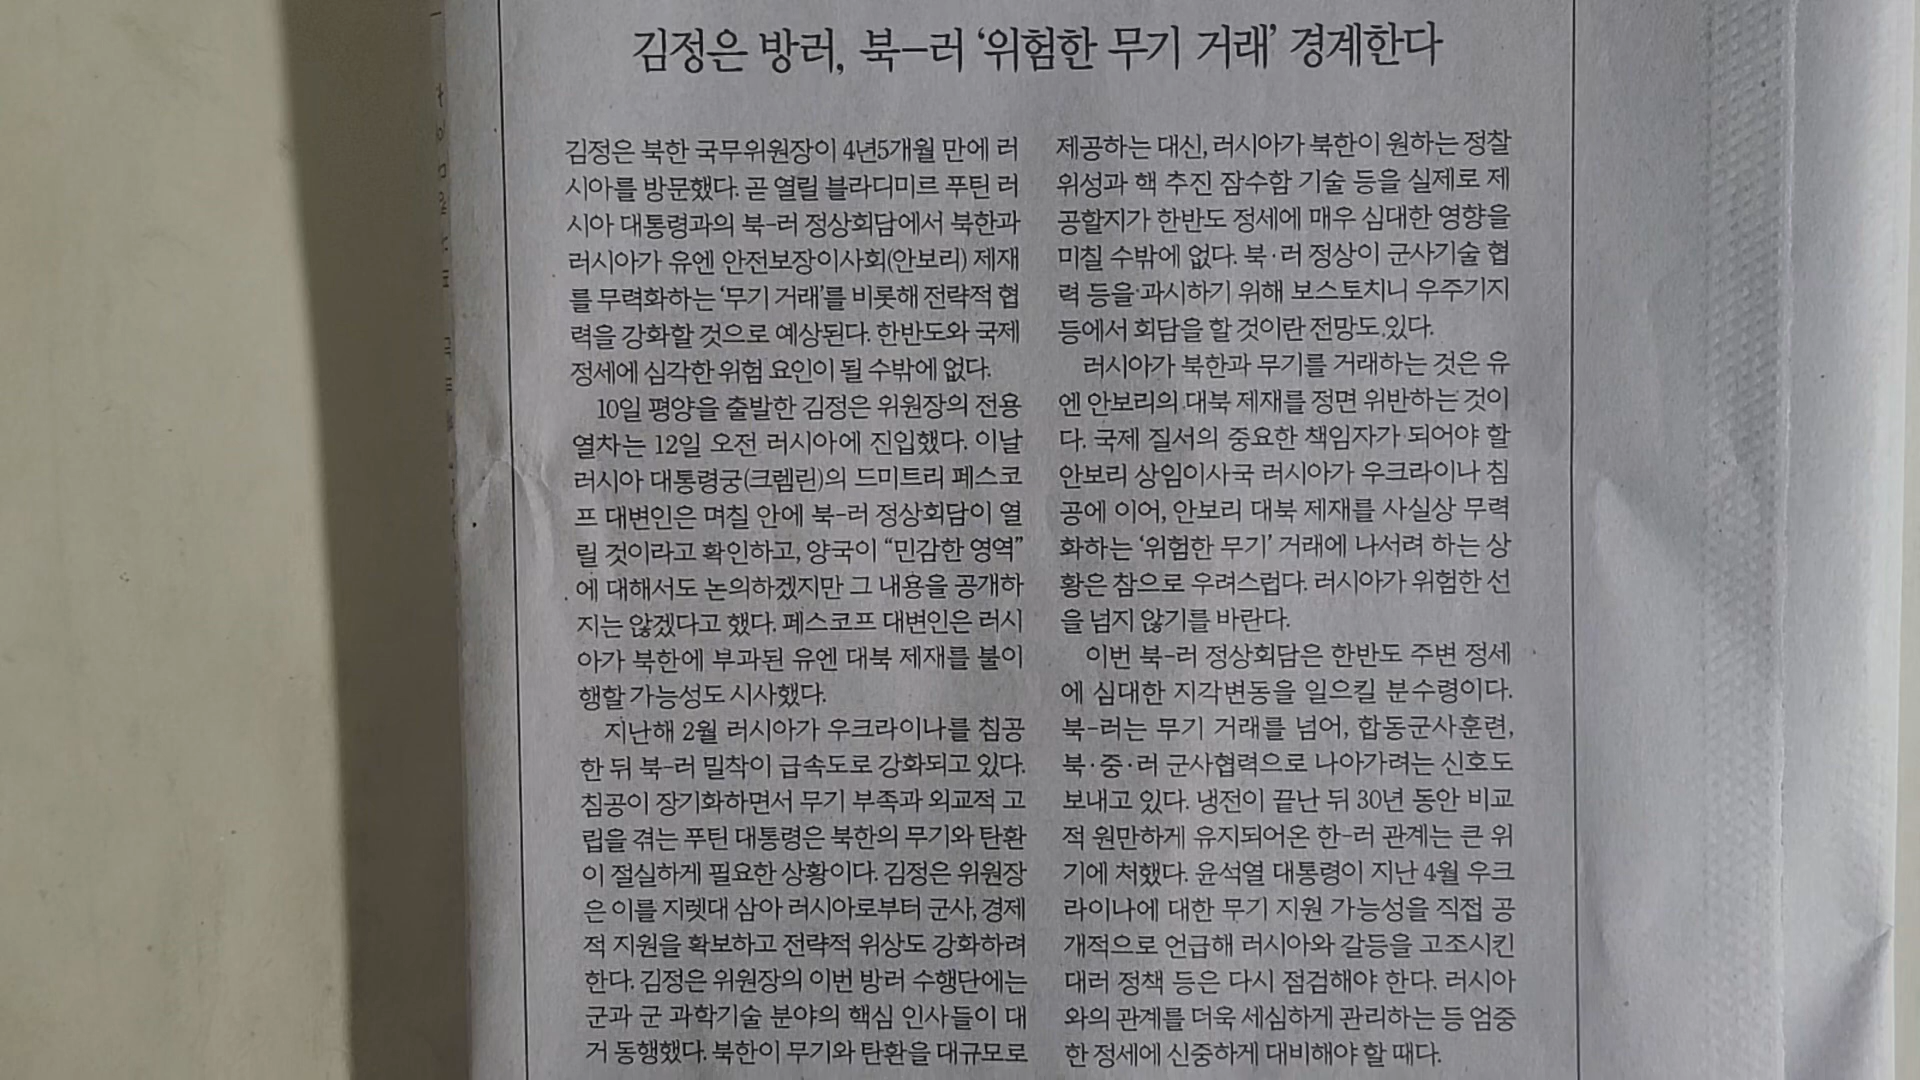 김정은 방러, 북–러 ‘위험한 무기 거래’ 경계한다
김정은 북한 국무위원장이 4년5개월 만에 러
시아를 방문했다. 곧 열릴 블라디미르 푸틴 러
시아 대통령과의 북-러 정상회담에서 북한과
러시아가 유엔 안전보장이사회(안보리) 제재
를 무력화하는 ‘무기 거래’를 비롯해 전략적 협
력을 강화할 것으로 예상된다. 한반도와 국제
정세에 심각한 위험 요인이 될 수밖에 없다.
10일 평양을 출발한 김정은 위원장의 전용
열차는 12일 오전 러시아에 진입했다. 이날
러시아 대통령궁(크렘린)의 드미트리 페스코
프 대변인은 며칠 안에 북-러 정상회담이 열
릴 것이라고 확인하고, 양국이 “민감한 영역”
에 대해서도 논의하겠지만 그 내용을 공개하
지는 않겠다고 했다. 페스코프 대변인은 러시
아가 북한에 부과된 유엔 대북 제재를 불이
행할 가능성도 시사했다.
지난해 2월 러시아가 우크라이나를 침공
한 뒤 북-러 밀착이 급속도로 강화되고 있다.
침공이 장기화하면서 무기 부족과 외교적 고
립을 겪는 푸틴 대통령은 북한의 무기와 탄환
이 절실하게 필요한 상황이다. 김정은 위원장
은 이를 지렛대 삼아 러시아로부터 군사, 경제
적 지원을 확보하고 전략적 위상도 강화하려
한다. 김정은 위원장의 이번 방러 수행단에는
군과 군 과학기술 분야의 핵심 인사들이 대
거 동행했다. 북한이 무기와 탄환을 대규모로
제공하는 대신, 러시아가 북한이 원하는 정찰
위성과 핵 추진 잠수함 기술 등을 실제로 제
공할지가 한반도 정세에 매우 심대한 영향을
미칠 수밖에 없다. 북·러 정상이 군사기술 협
력 등을 과시하기 위해 보스토치니 우주기지
등에서 회담을 할 것이란 전망도 있다.
러시아가 북한과 무기를 거래하는 것은 유
엔 안보리의 대북 제재를 정면 위반하는 것이
다. 국제 질서의 중요한 책임자가 되어야 할
안보리 상임이사국 러시아가 우크라이나 침
공에 이어, 안보리 대북 제재를 사실상 무력
화하는 ‘위험한 무기’ 거래에 나서려 하는 상
황은 참으로 우려스럽다. 러시아가 위험한 선
을 넘지 않기를 바란다.
이번 북-러 정상회담은 한반도 주변 정세
에 심대한 지각변동을 일으킬 분수령이다.
북-러는 무기 거래를 넘어, 합동군사훈련,
북·중·러 군사협력으로 나아가려는 신호도
보내고 있다. 냉전이 끝난 뒤 30년 동안 비교
적 원만하게 유지되어온 한-러 관계는 큰 위
기에 처했다. 윤석열 대통령이 지난 4월 우크
라이나에 대한 무기 지원 가능성을 직접 공
개적으로 언급해 러시아와 갈등을 고조시킨
대러 정책 등은 다시 점검해야 한다. 러시아
와의 관계를 더욱 세심하게 관리하는 등 엄중
한 정세에 신중하게 대비해야 할 때다.